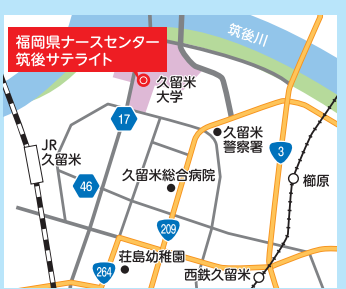 福岡県ナースセンター
筑後サテライト
筑後川
久留米
大学
17
久留米
警察署
3
JR
久留米
46
久留米総合病院
櫛原
209
荘島幼稚園
264
西鉄久留米